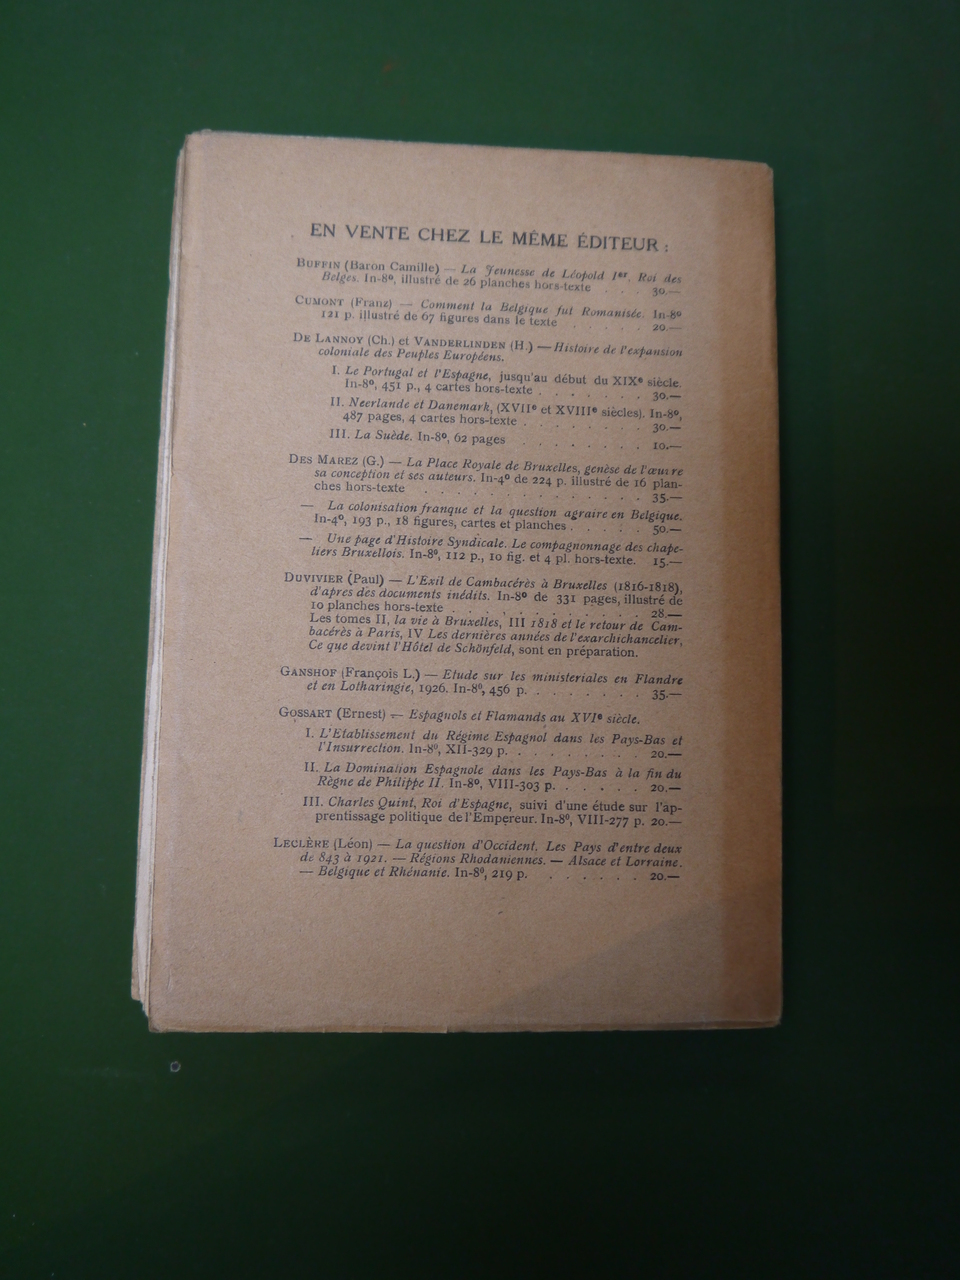 EN VENTE CHEZ LE MÊME ÉDITEUR :
BUFFIN (Baron Camille) — La Jeunesse de Léopold Ier, Roi des
Belges. In-8º, illustré de 26 planches hors-texte . . . 30.—
CUMONT (Franz) — Comment la Belgique fut Romanisée. In-8º
121 p. illustré de 67 figures dans le texte . . . . . 20.—
DE LANNOY (Ch.) et VANDERLINDEN (H.) — Histoire de l'expansion
coloniale des Peuples Européens.
I. Le Portugal et l'Espagne, jusqu'au début du XIXe siècle.
In-8º, 451 p., 4 cartes hors-texte . . . . . . . 30.—
II. Neerlande et Danemark, (XVIIe et XVIIIe siècles). In-8º,
487 pages, 4 cartes hors-texte . . . . . . . . 30.—
III. La Suède. In-8º, 62 pages . . . . . . . 10.—
DES MAREZ (G.) — La Place Royale de Bruxelles, genèse de l'œuvre
sa conception et ses auteurs. In-4º de 224 p. illustré de 16 plan-
ches hors-texte . . . . . . . . . . . . . 35.—
— La colonisation franque et la question agraire en Belgique.
In-4º, 193 p., 18 figures, cartes et planches . . . . . 50.—
— Une page d'Histoire Syndicale. Le compagnonnage des chape-
liers Bruxellois. In-8º, 112 p., 10 fig. et 4 pl. hors-texte. 15.—
DUVIVIER (Paul) — L'Exil de Cambacérès à Bruxelles (1816-1818),
d'apres des documents inédits. In-8º de 331 pages, illustré de
10 planches hors-texte . . . . . . . . . . . 28.—
Les tomes II, la vie à Bruxelles, III 1818 et le retour de Cam-
bacérès à Paris, IV Les dernières années de l'exarchichancelier,
Ce que devint l'Hôtel de Schönfeld, sont en préparation.
GANSHOF (François L.) — Etude sur les ministeriales en Flandre
et en Lotharingie, 1926. In-8º, 456 p. . . . . . . . 35.—
GOSSART (Ernest) — Espagnols et Flamands au XVIe siècle.
I. L'Etablissement du Régime Espagnol dans les Pays-Bas et
l'Insurrection. In-8º, XII-329 p. . . . . . . . . 20.—
II. La Domination Espagnole dans les Pays-Bas à la fin du
Règne de Philippe II. In-8º, VIII-303 p. . . . . . 20.—
III. Charles Quint, Roi d'Espagne, suivi d'une étude sur l'ap-
prentissage politique de l'Empereur. In-8º, VIII-277 p. 20.—
LECLÈRE (Léon) — La question d'Occident. Les Pays d'entre deux
de 843 à 1921. — Régions Rhodaniennes. — Alsace et Lorraine.
— Belgique et Rhénanie. In-8º, 219 p. . . . . . . . 20.—